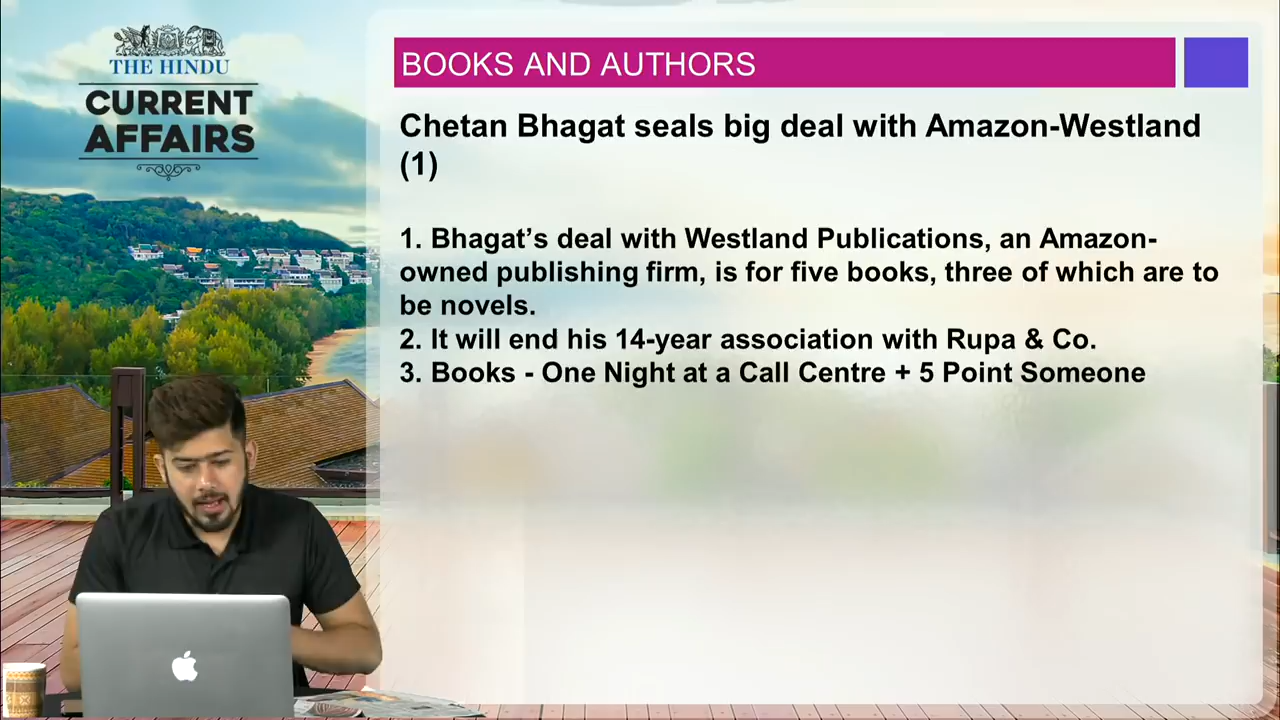 THE HINDU
CURRENT
AFFAIRS
BOOKS AND AUTHORS
Chetan Bhagat seals big deal with Amazon-Westland
(1)
1. Bhagat’s deal with Westland Publications, an Amazon-
owned publishing firm, is for five books, three of which are to
be novels.
2. It will end his 14-year association with Rupa & Co.
3. Books - One Night at a Call Centre + 5 Point Someone